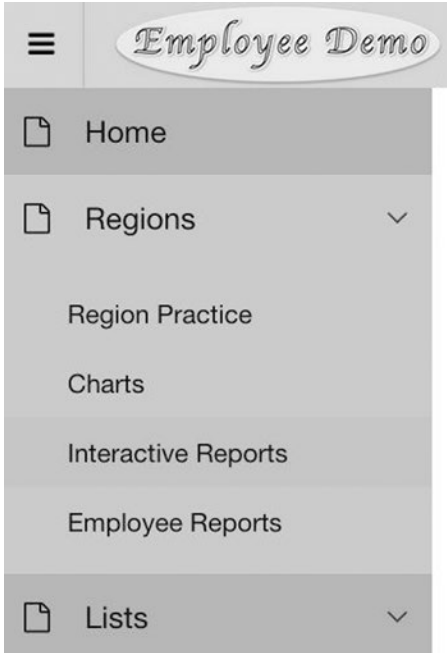 Employee Demo
Home
Regions
Region Practice
Charts
Interactive Reports
Employee Reports
Lists